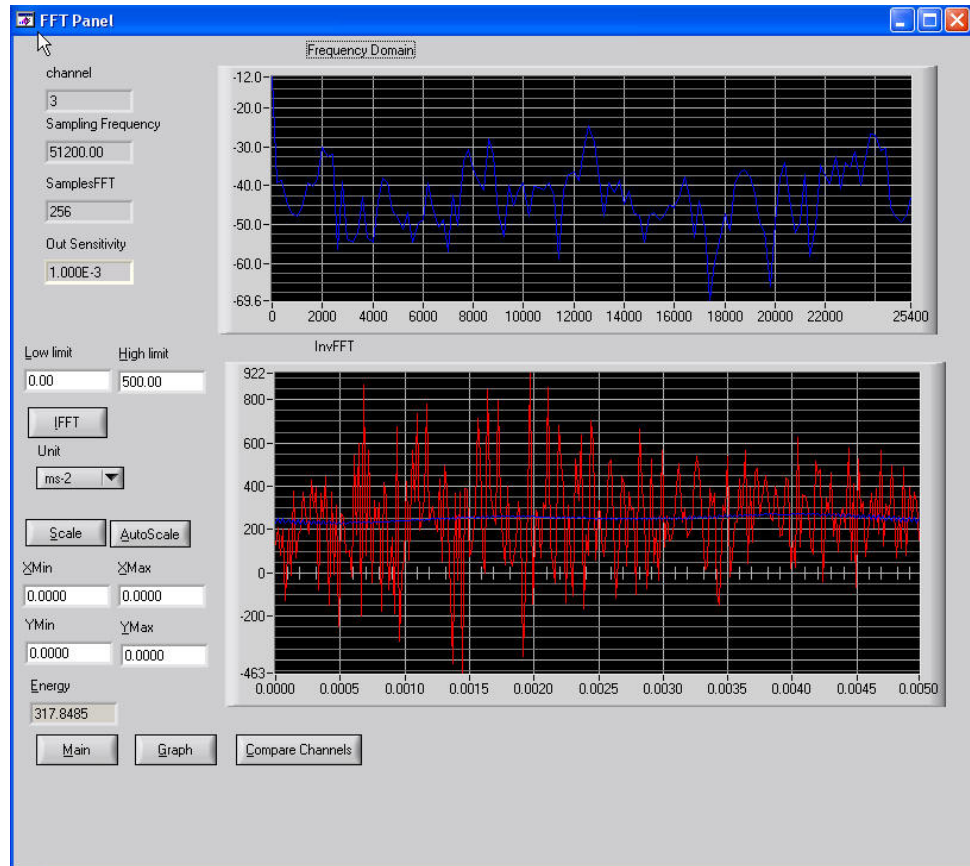 FFT Panel
Frequency Domain
channel
3
Sampling Frequency
51200.00
SamplesFFT
256
Out Sensitivity
1.000E-3
-12.0
-20.0
-30.0
-40.0
-50.0
-60.0
-69.6
0 2000 4000 6000 8000 10000 12000 14000 16000 18000 20000 22000 25400
InvFFT
Low limit High limit
0.00 500.00
IFFT
Unit
ms-2
Scale AutoScale
XMin XMax
0.0000 0.0000
YMin YMax
0.0000 0.0000
Energy
317.8485
922
800
600
400
200
0
-200
-463
0.0000 0.0005 0.0010 0.0015 0.0020 0.0025 0.0030 0.0035 0.0040 0.0045 0.0050
Main Graph Compare Channels